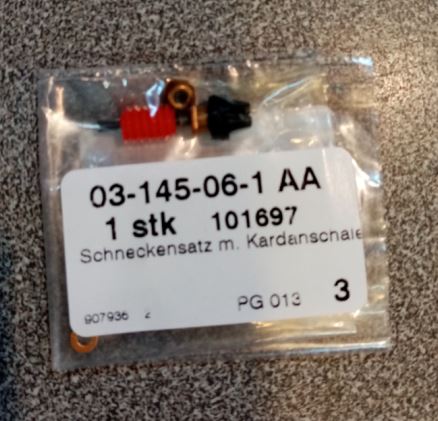 03-145-06-1 AA
1 stk 101697
Schneckensatz m. Kardanschale
907936 2 PG 013 3